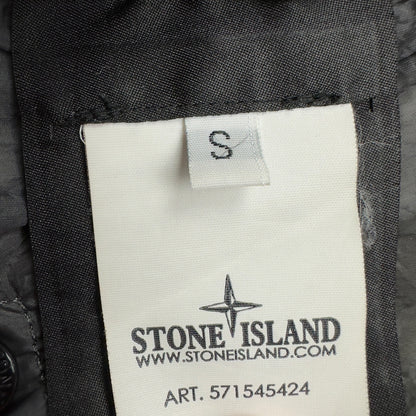 S
STONE ISLAND
WWW.STONEISLAND.COM
ART. 571545424